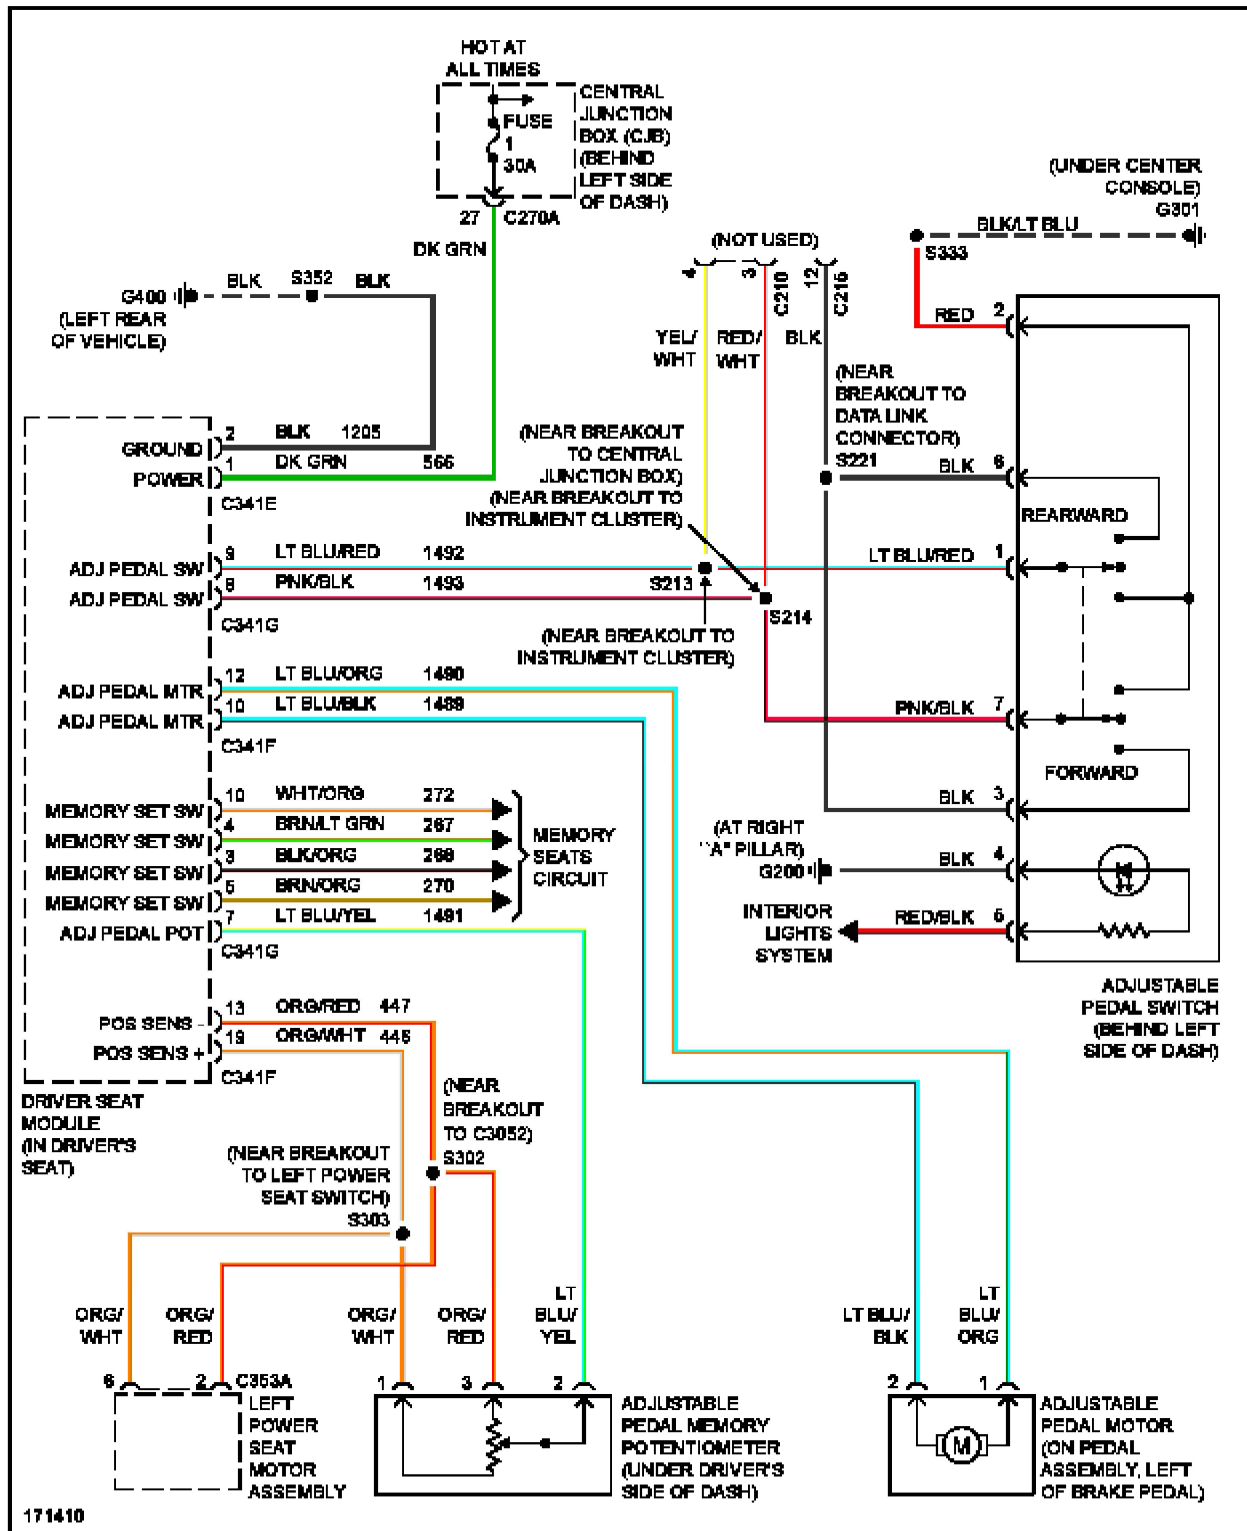 HOT AT
ALL TIMES
CENTRAL
JUNCTION
BOX (CJB)
(BEHIND
LEFT SIDE
OF DASH)
FUSE
1
30A
27 C270A
DK GRN
(UNDER CENTER
CONSOLE)
G301
BLK/LT BLU
S333
(NOT USED)
4
3
C210
12
C216
YEL/
WHT
RED/
WHT
BLK
G400
(LEFT REAR
OF VEHICLE)
BLK
S352
BLK
RED 2
(NEAR
BREAKOUT TO
DATA LINK
CONNECTOR)
S221
BLK 6
GROUND
2 BLK 1205
POWER
1 DK GRN 566
C341E
(NEAR BREAKOUT
TO CENTRAL
JUNCTION BOX)
(NEAR BREAKOUT TO
INSTRUMENT CLUSTER)
REARWARD
ADJ PEDAL SW
9 LT BLU/RED 1492
LT BLU/RED 1
ADJ PEDAL SW
8 PNK/BLK 1493
C341G
S213
S214
(NEAR BREAKOUT TO
INSTRUMENT CLUSTER)
ADJ PEDAL MTR
12 LT BLU/ORG 1490
ADJ PEDAL MTR
10 LT BLU/BLK 1489
C341F
PNK/BLK 7
FORWARD
BLK 3
MEMORY SET SW
10 WHT/ORG 272
MEMORY SET SW
4 BRN/LT GRN 267
MEMORY SET SW
3 BLK/ORG 268
MEMORY SET SW
5 BRN/ORG 270
MEMORY
SEATS
CIRCUIT
ADJ PEDAL POT
7 LT BLU/YEL 1491
C341G
(AT RIGHT
"A" PILLAR)
G200
BLK 4
INTERIOR
LIGHTS
SYSTEM
RED/BLK 5
ADJUSTABLE
PEDAL SWITCH
(BEHIND LEFT
SIDE OF DASH)
POS SENS -
13 ORG/RED 447
POS SENS +
19 ORG/WHT 446
C341F
DRIVER SEAT
MODULE
(IN DRIVER'S
SEAT)
(NEAR
BREAKOUT
TO C3052)
S302
(NEAR BREAKOUT
TO LEFT POWER
SEAT SWITCH)
S303
ORG/
WHT
ORG/
RED
ORG/
WHT
ORG/
RED
LT
BLU/
YEL
LT BLU/
BLK
LT
BLU/
ORG
6 2 C353A
LEFT
POWER
SEAT
MOTOR
ASSEMBLY
1 3 2
ADJUSTABLE
PEDAL MEMORY
POTENTIOMETER
(UNDER DRIVER'S
SIDE OF DASH)
2 1
M
ADJUSTABLE
PEDAL MOTOR
(ON PEDAL
ASSEMBLY, LEFT
OF BRAKE PEDAL)
171410